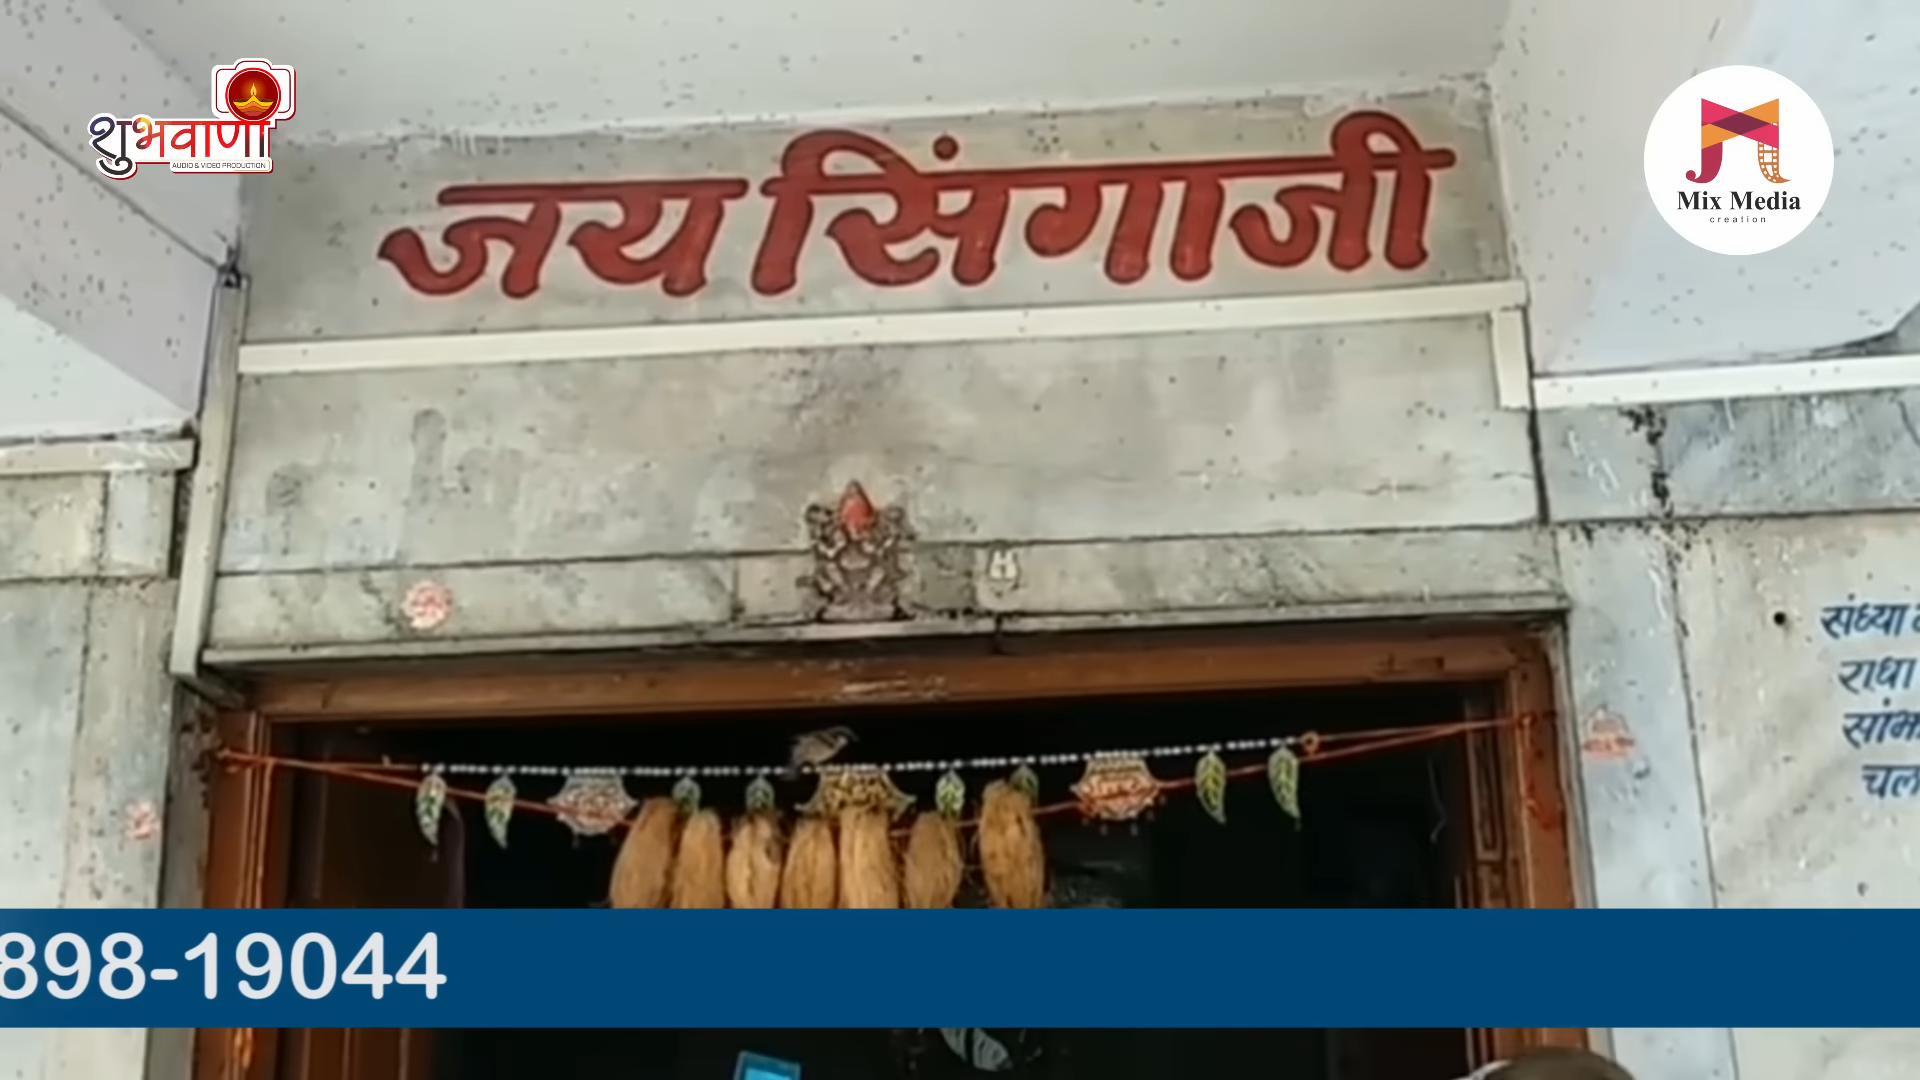 शुभवाणी
AUDIO & VIDEO PRODUCTION
Mix Media
creation
जय सिंगाजी
संध्या
राधा
सांभ
चल
898-19044